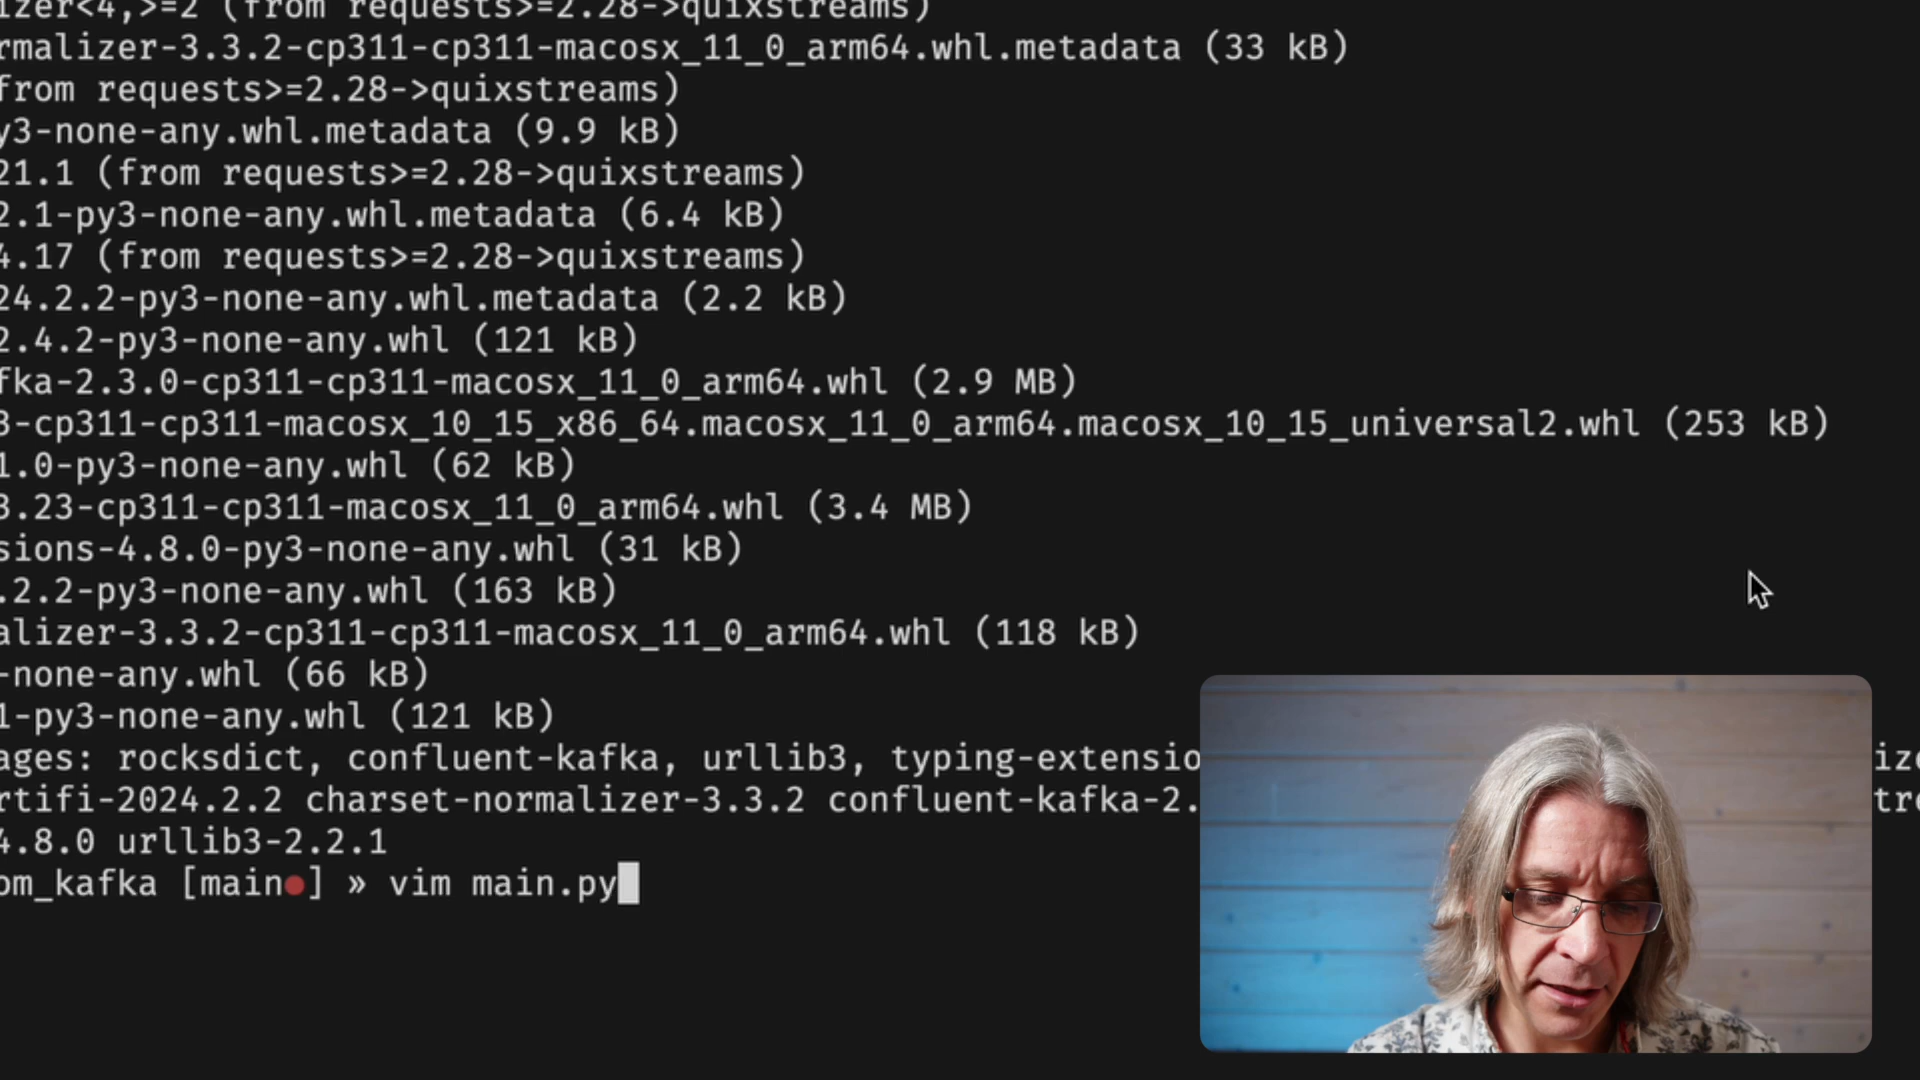 izer<4,>=2 (from requests>=2.28->quixstreams)
rmalizer-3.3.2-cp311-cp311-macosx_11_0_arm64.whl.metadata (33 kB)
from requests>=2.28->quixstreams)
y3-none-any.whl.metadata (9.9 kB)
21.1 (from requests>=2.28->quixstreams)
2.1-py3-none-any.whl.metadata (6.4 kB)
4.17 (from requests>=2.28->quixstreams)
24.2.2-py3-none-any.whl.metadata (2.2 kB)
2.4.2-py3-none-any.whl (121 kB)
fka-2.3.0-cp311-cp311-macosx_11_0_arm64.whl (2.9 MB)
3-cp311-cp311-macosx_10_15_x86_64.macosx_11_0_arm64.macosx_10_15_universal2.whl (253 kB)
1.0-py3-none-any.whl (62 kB)
3.23-cp311-cp311-macosx_11_0_arm64.whl (3.4 MB)
sions-4.8.0-py3-none-any.whl (31 kB)
.2.2-py3-none-any.whl (163 kB)
alizer-3.3.2-cp311-cp311-macosx_11_0_arm64.whl (118 kB)
-none-any.whl (66 kB)
1-py3-none-any.whl (121 kB)
ages: rocksdict, confluent-kafka, urllib3, typing-extensio ize
rtifi-2024.2.2 charset-normalizer-3.3.2 confluent-kafka-2. tre
4.8.0 urllib3-2.2.1
om_kafka [main●] » vim main.py